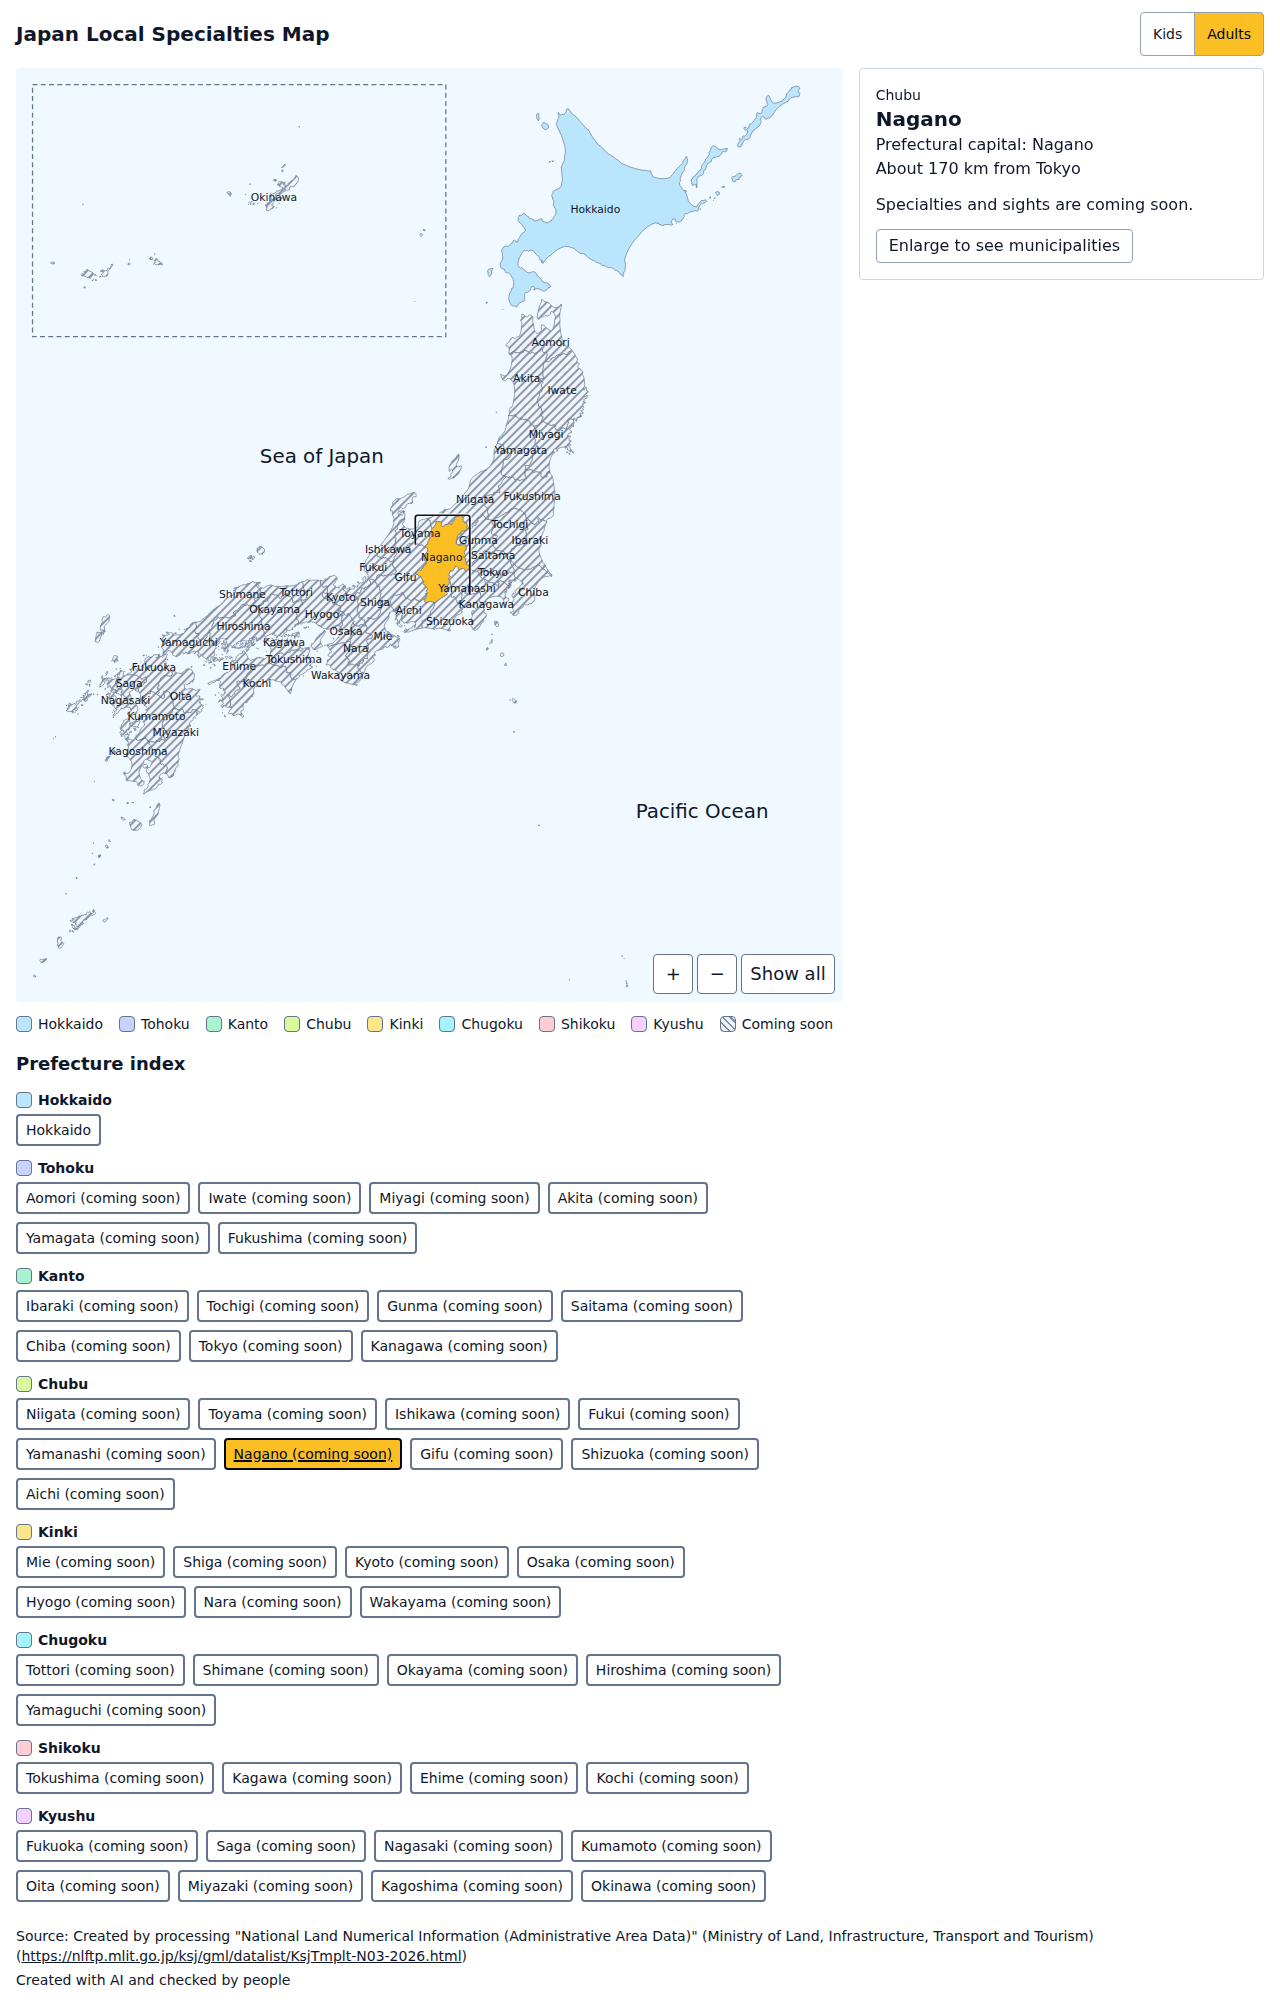 Japan Local Specialties Map
Kids
Adults
Okinawa
Hokkaido
Aomori
Akita
Iwate
Miyagi
Yamagata
Sea of Japan
Niigata
Fukushima
Tochigi
Toyama
Gunma
Ibaraki
Ishikawa
Nagano
Saitama
Fukui
Gifu
Tokyo
Yamanashi
Chiba
Shimane
Tottori
Kyoto
Shiga
Kanagawa
Okayama
Hyogo
Aichi
Shizuoka
Hiroshima
Osaka
Mie
Yamaguchi
Kagawa
Nara
Tokushima
Fukuoka
Ehime
Wakayama
Saga
Kochi
Nagasaki
Oita
Kumamoto
Miyazaki
Kagoshima
Pacific Ocean
+
−
Show all
Chubu
Nagano
Prefectural capital: Nagano
About 170 km from Tokyo
Specialties and sights are coming soon.
Enlarge to see municipalities
Hokkaido Tohoku Kanto Chubu Kinki Chugoku Shikoku Kyushu Coming soon
Prefecture index
Hokkaido
Hokkaido
Tohoku
Aomori (coming soon) Iwate (coming soon) Miyagi (coming soon) Akita (coming soon)
Yamagata (coming soon) Fukushima (coming soon)
Kanto
Ibaraki (coming soon) Tochigi (coming soon) Gunma (coming soon) Saitama (coming soon)
Chiba (coming soon) Tokyo (coming soon) Kanagawa (coming soon)
Chubu
Niigata (coming soon) Toyama (coming soon) Ishikawa (coming soon) Fukui (coming soon)
Yamanashi (coming soon) Nagano (coming soon) Gifu (coming soon) Shizuoka (coming soon)
Aichi (coming soon)
Kinki
Mie (coming soon) Shiga (coming soon) Kyoto (coming soon) Osaka (coming soon)
Hyogo (coming soon) Nara (coming soon) Wakayama (coming soon)
Chugoku
Tottori (coming soon) Shimane (coming soon) Okayama (coming soon) Hiroshima (coming soon)
Yamaguchi (coming soon)
Shikoku
Tokushima (coming soon) Kagawa (coming soon) Ehime (coming soon) Kochi (coming soon)
Kyushu
Fukuoka (coming soon) Saga (coming soon) Nagasaki (coming soon) Kumamoto (coming soon)
Oita (coming soon) Miyazaki (coming soon) Kagoshima (coming soon) Okinawa (coming soon)
Source: Created by processing "National Land Numerical Information (Administrative Area Data)" (Ministry of Land, Infrastructure, Transport and Tourism)
(https://nlftp.mlit.go.jp/ksj/gml/datalist/KsjTmplt-N03-2026.html)
Created with AI and checked by people